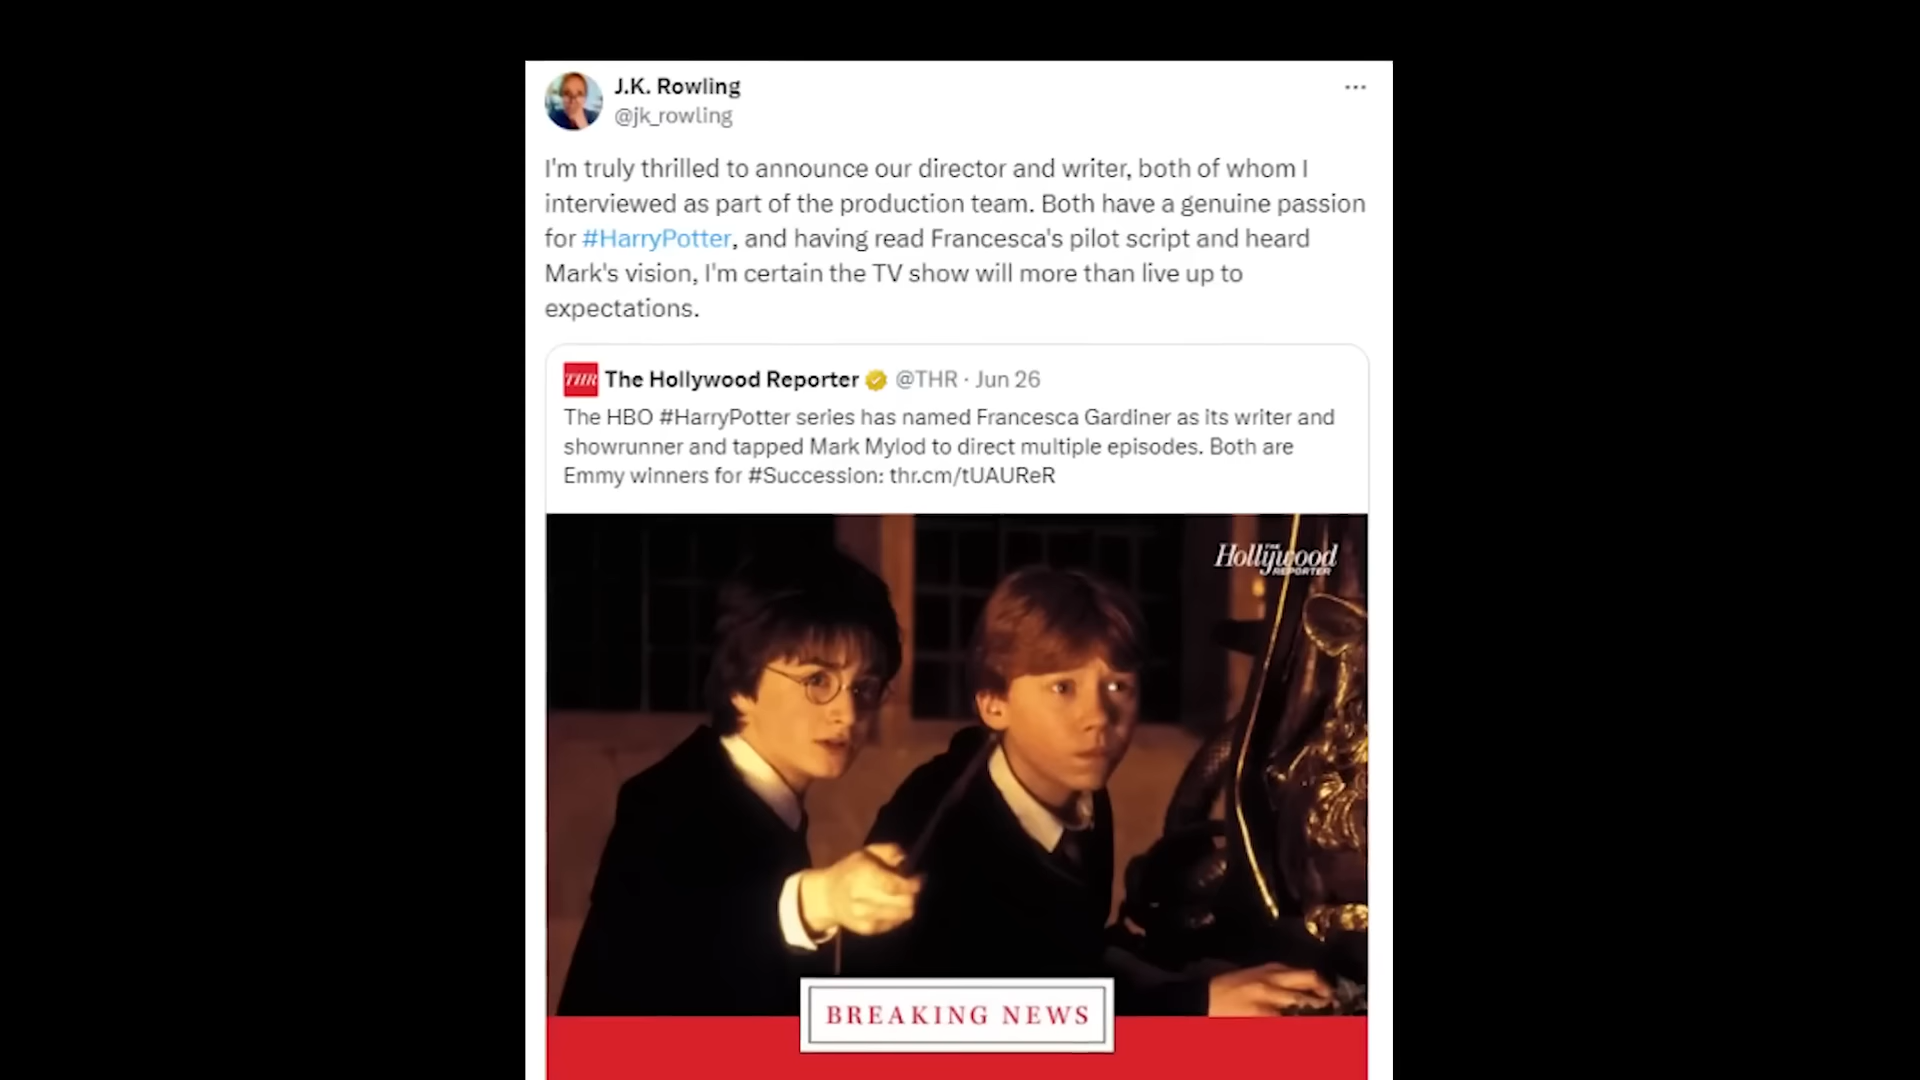 J.K. Rowling
@jk_rowling
I'm truly thrilled to announce our director and writer, both of whom I
interviewed as part of the production team. Both have a genuine passion
for #HarryPotter, and having read Francesca's pilot script and heard
Mark's vision, I'm certain the TV show will more than live up to
expectations.
THR The Hollywood Reporter @THR · Jun 26
The HBO #HarryPotter series has named Francesca Gardiner as its writer and
showrunner and tapped Mark Mylod to direct multiple episodes. Both are
Emmy winners for #Succession: thr.cm/tUAUReR
THE
Hollywood
REPORTER
BREAKING NEWS